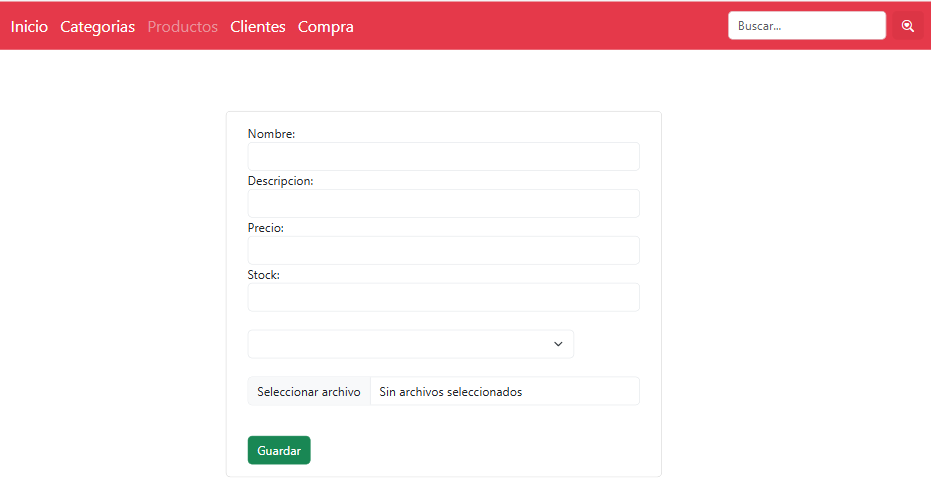 Inicio Categorias Productos Clientes Compra Buscar...
Nombre:
Descripcion:
Precio:
Stock:
Seleccionar archivo Sin archivos seleccionados
Guardar